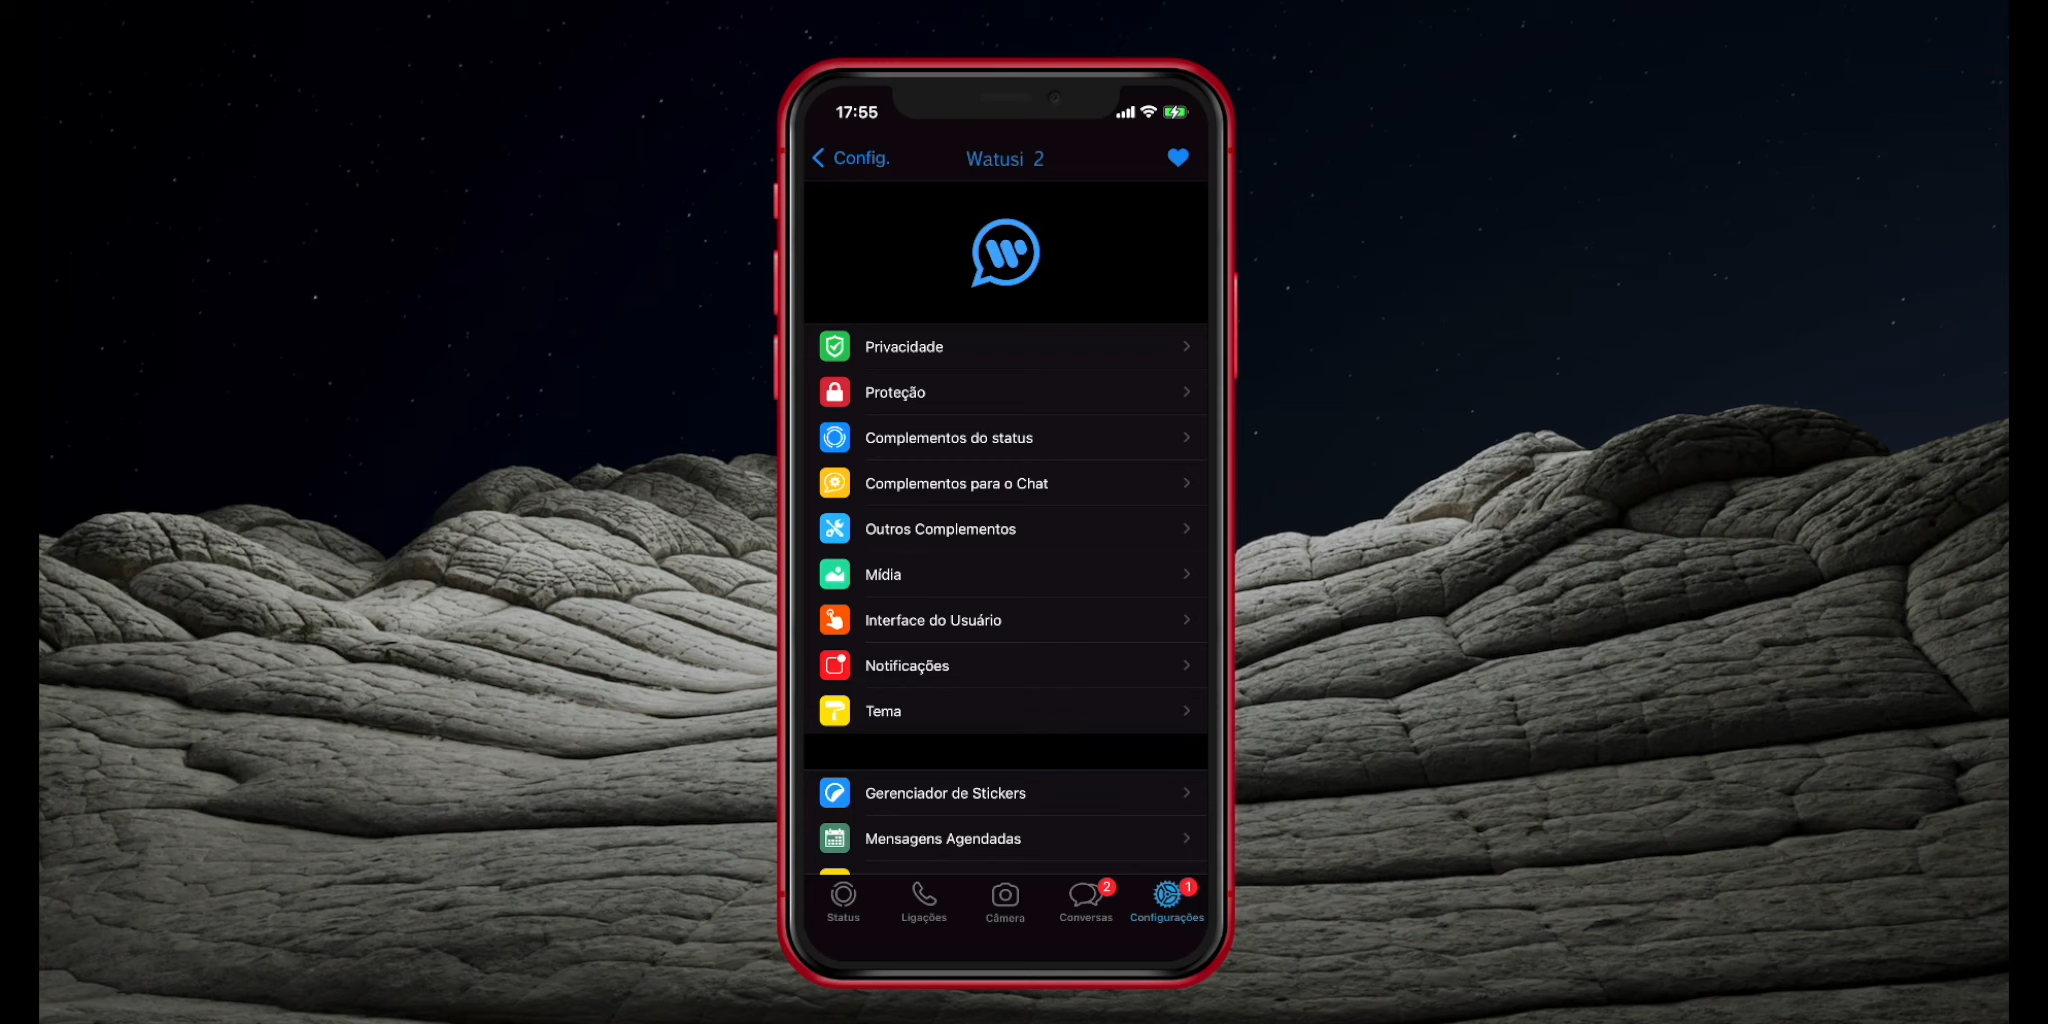 17:55
Config.
Watusi 2
Privacidade
Proteção
Complementos do status
Complementos para o Chat
Outros Complementos
Mídia
Interface do Usuário
Notificações
Tema
Gerenciador de Stickers
Mensagens Agendadas
Status
Ligações
Câmera
2
Conversas
1
Configurações